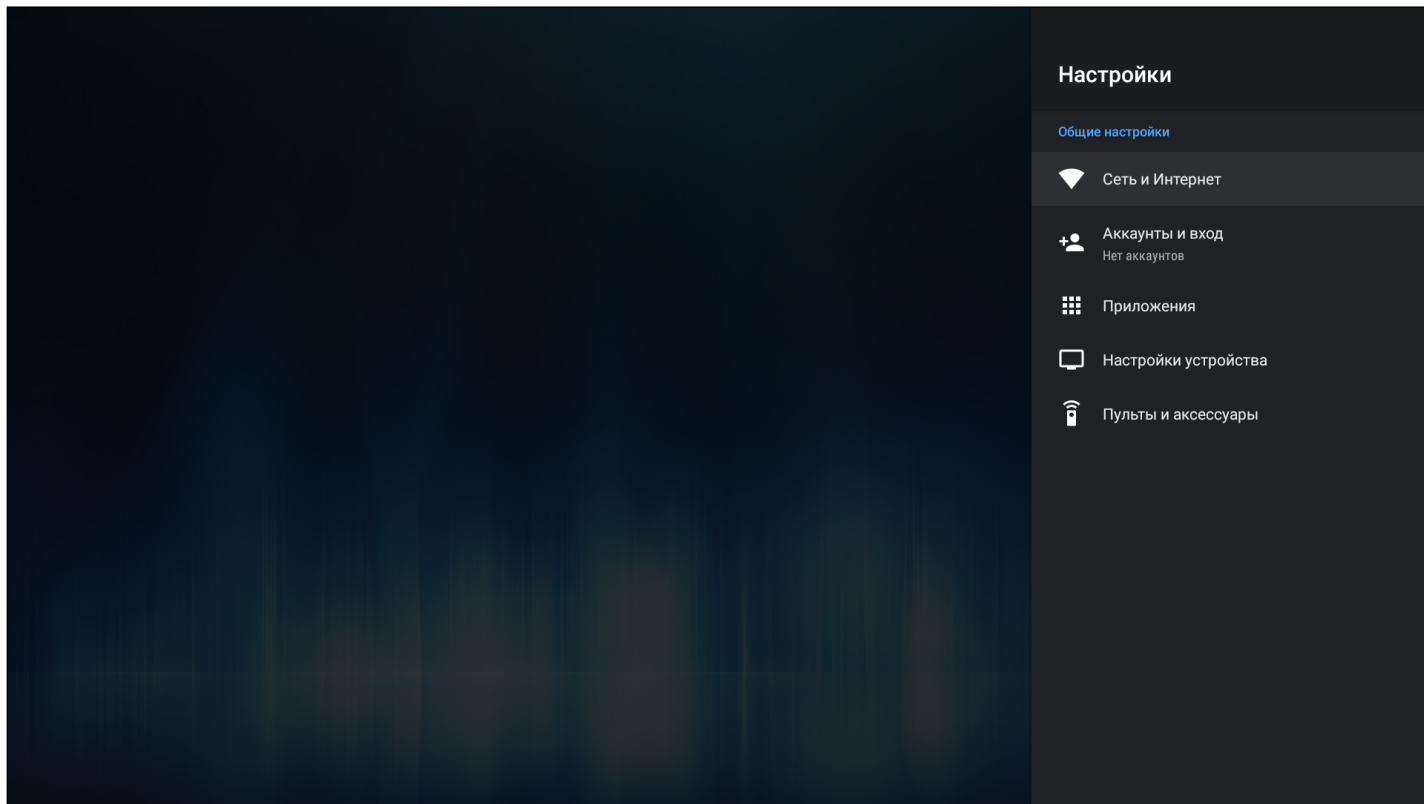 Настройки
Общие настройки
Сеть и Интернет
Аккаунты и вход
Нет аккаунтов
Приложения
Настройки устройства
Пульты и аксессуары